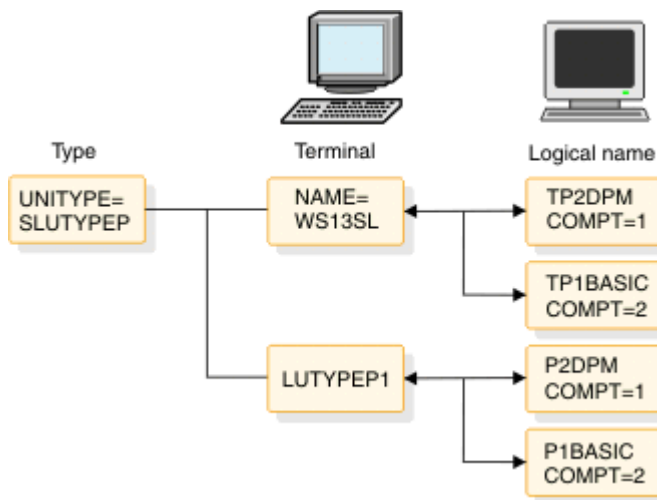 Type
Terminal
Logical name
UNITYPE=
SLUTYPEP
NAME=
WS13SL
TP2DPM
COMPT=1
TP1BASIC
COMPT=2
LUTYPEP1
P2DPM
COMPT=1
P1BASIC
COMPT=2